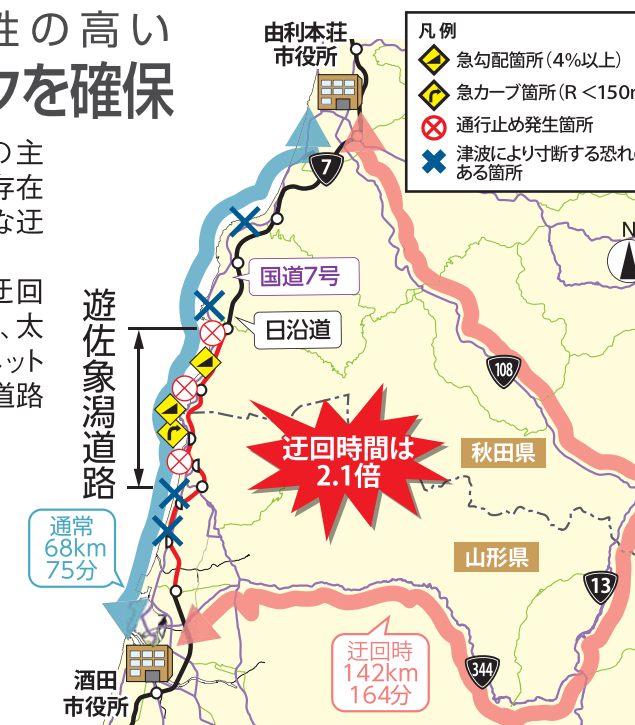 性の高い
クを確保
の主
存在
な迂
迂回
、太
ネット
道路
由利本荘
市役所
凡例
急勾配箇所(4%以上)
急カーブ箇所(R<150m
通行止め発生箇所
津波により寸断する恐れの
ある箇所
N
7
国道7号
日沿道
遊佐象潟道路
108
迂回時間は
2.1倍
秋田県
山形県
通常
68km
75分
13
迂回時
142km
164分
344
酒田
市役所